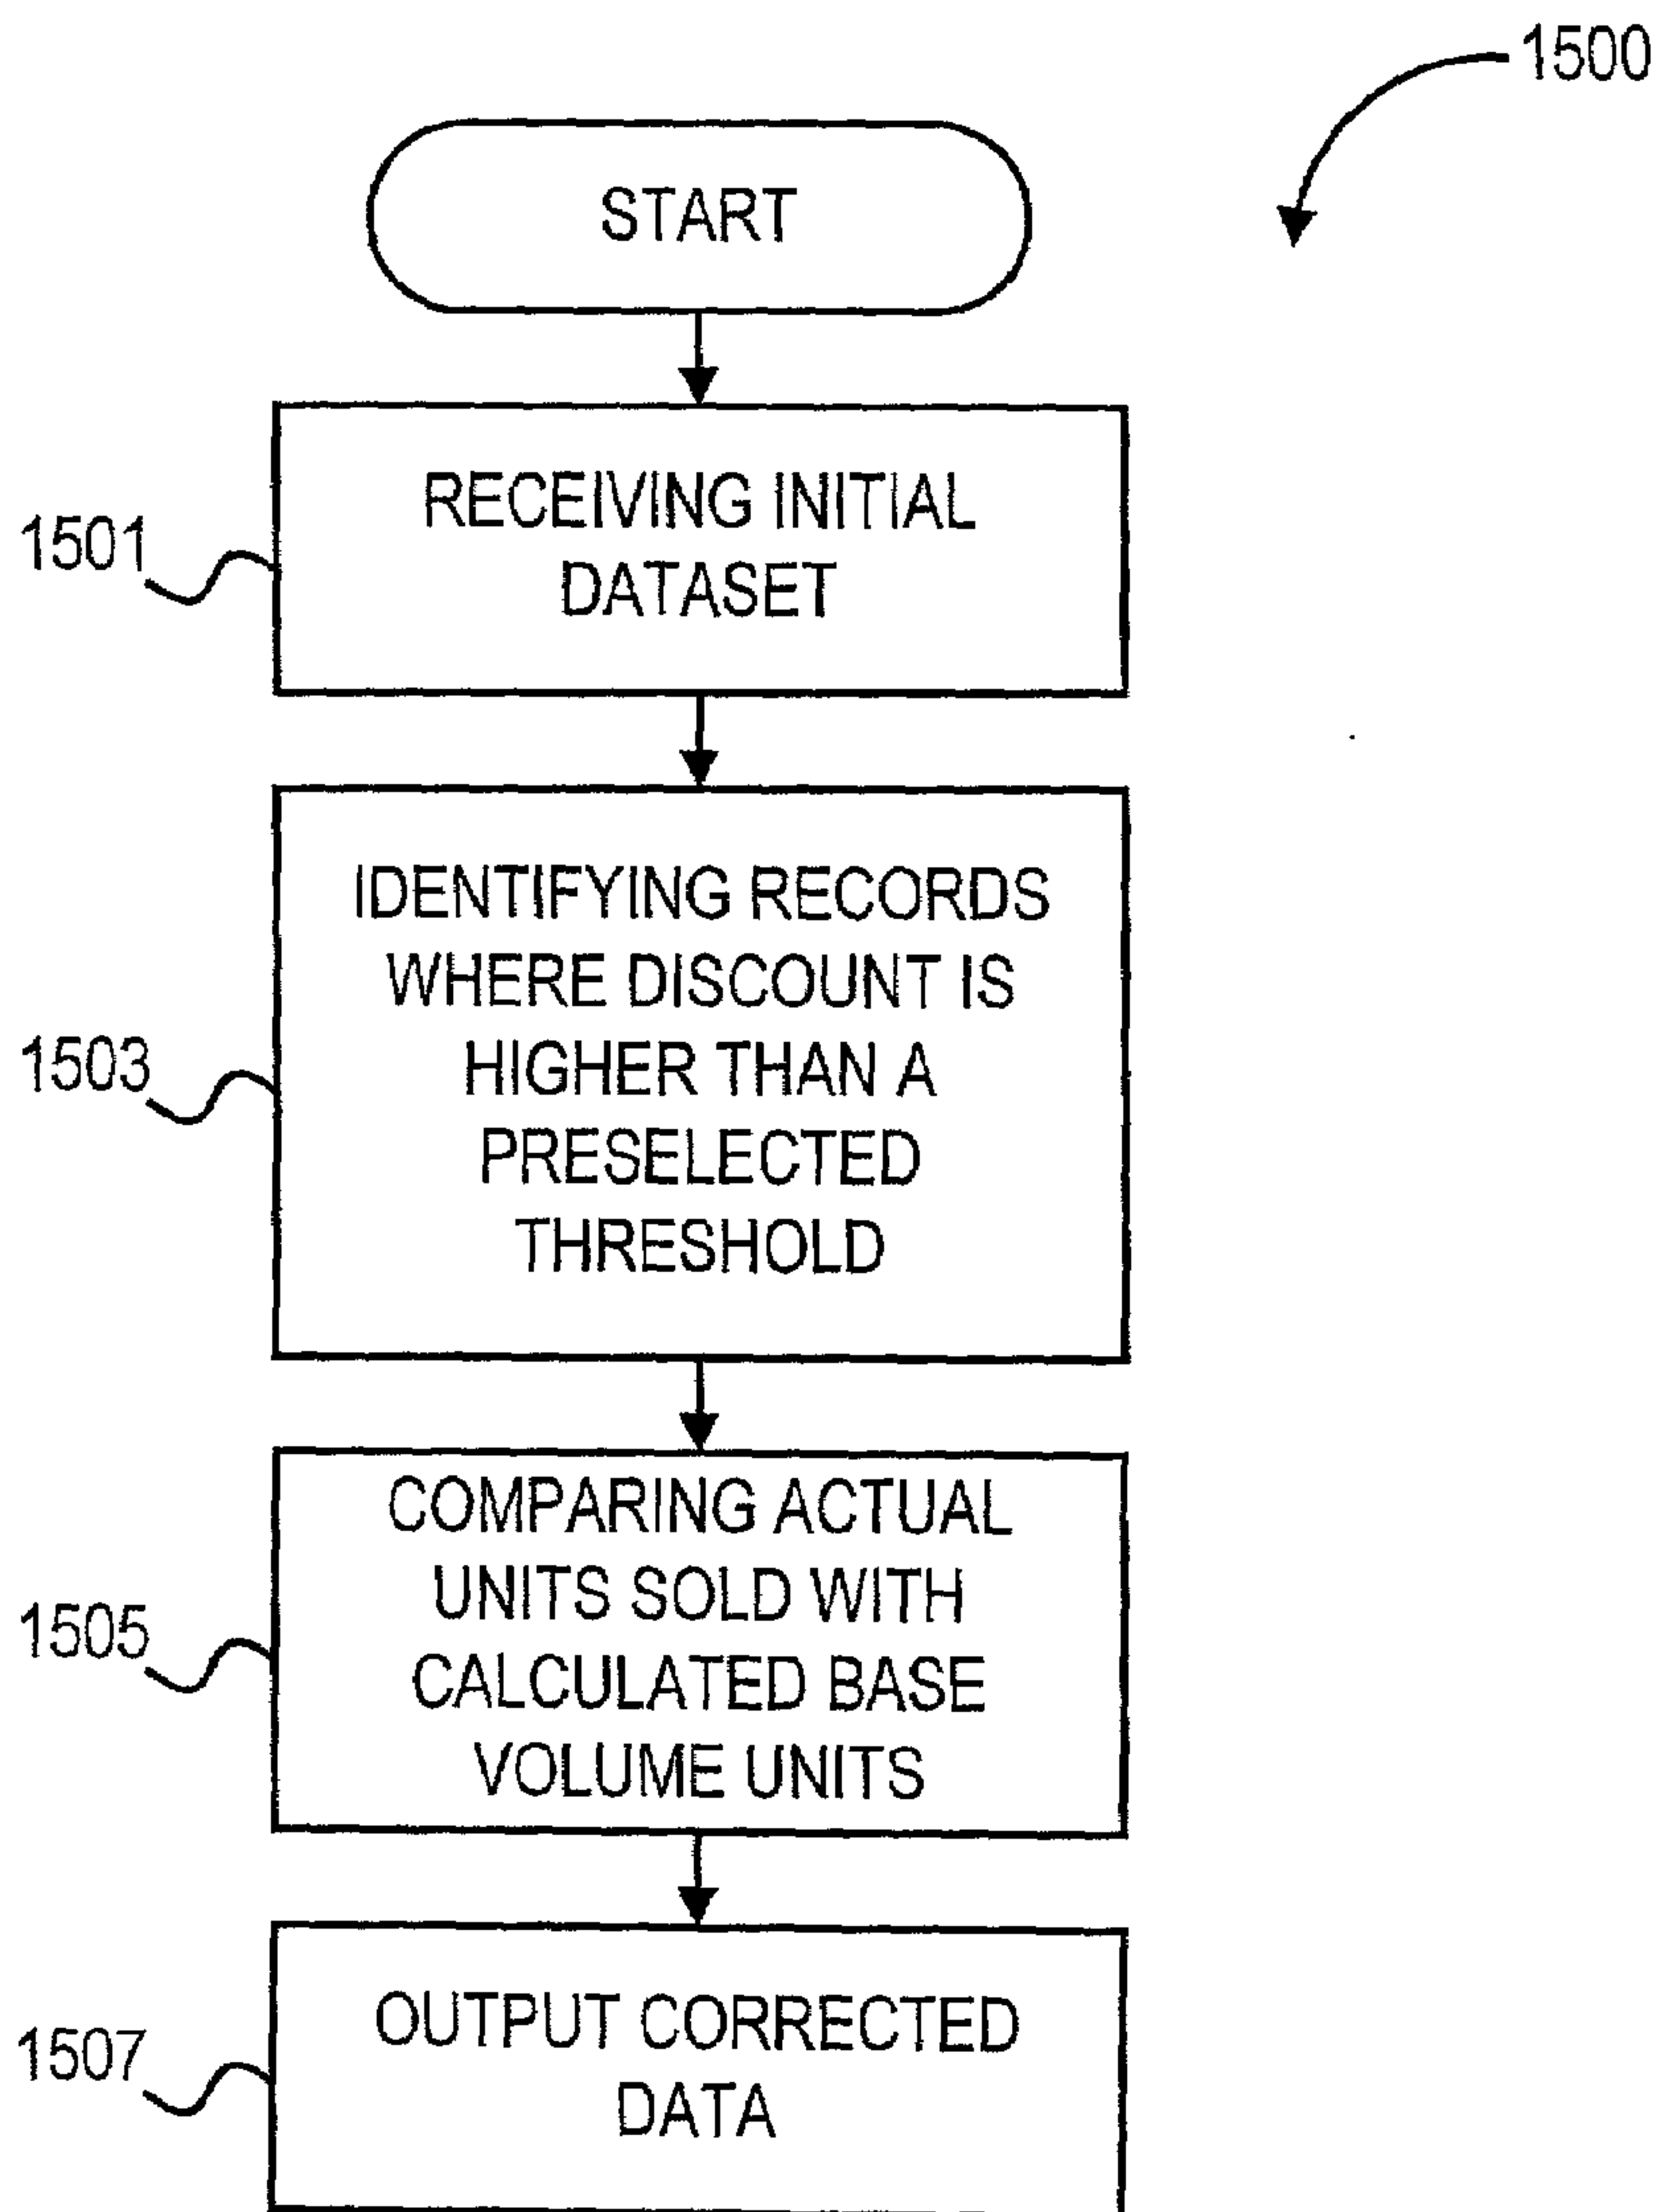 1500
START
RECEIVING INITIAL
DATASET
1501
IDENTIFYING RECORDS
WHERE DISCOUNT IS
HIGHER THAN A
PRESELECTED
THRESHOLD
1503
COMPARING ACTUAL
UNITS SOLD WITH
CALCULATED BASE
VOLUME UNITS
1505
OUTPUT CORRECTED
DATA
1507